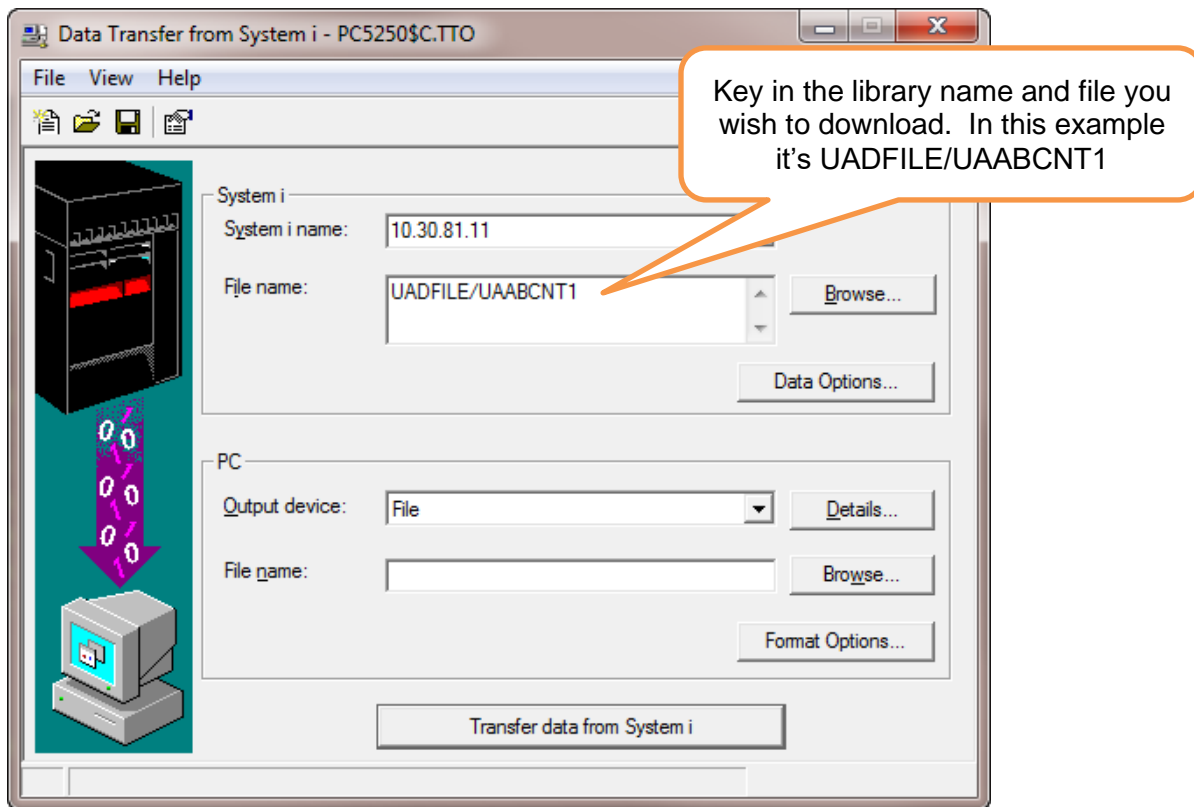 Data Transfer from System i - PC5250$C.TTO
File View Help
Key in the library name and file you
wish to download. In this example
it's UADFILE/UAABCNT1
System i
System i name: 10.30.81.11
File name: UADFILE/UAABCNT1 Browse...
Data Options...
PC
Output device: File Details...
File name: Browse...
Format Options...
Transfer data from System i